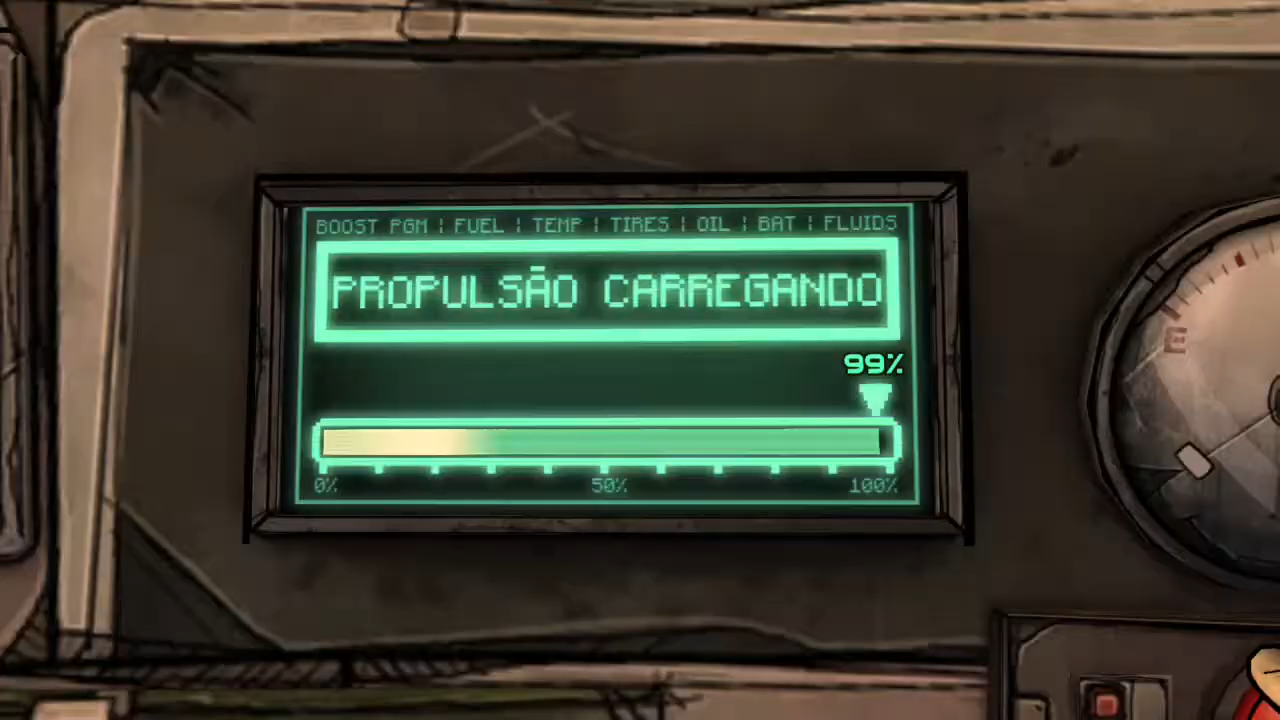 BOOST PGM ¦ FUEL ¦ TEMP ¦ TIRES ¦ OIL ¦ BAT ¦ FLUIDS
PROPULSÃO CARREGANDO
99%
0% 50% 100%
E